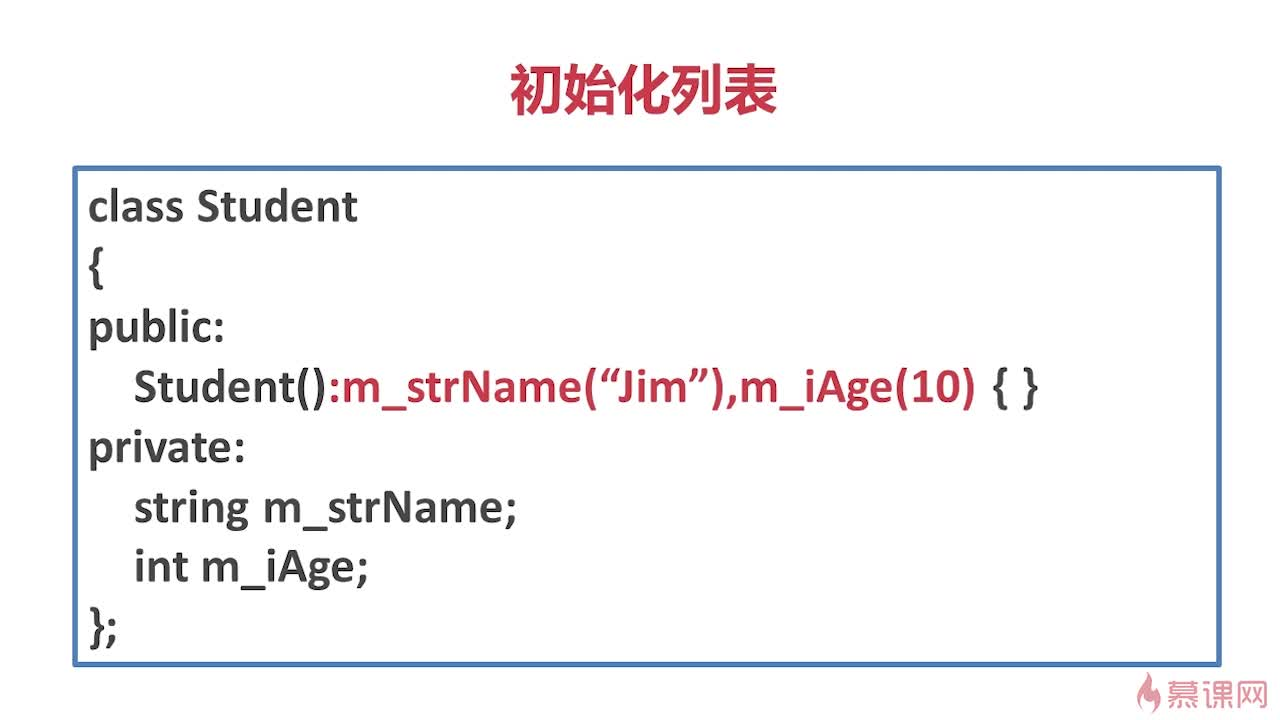 初始化列表
class Student
{
public:
Student():m_strName(“Jim”),m_iAge(10) { }
private:
string m_strName;
int m_iAge;
};
慕课网